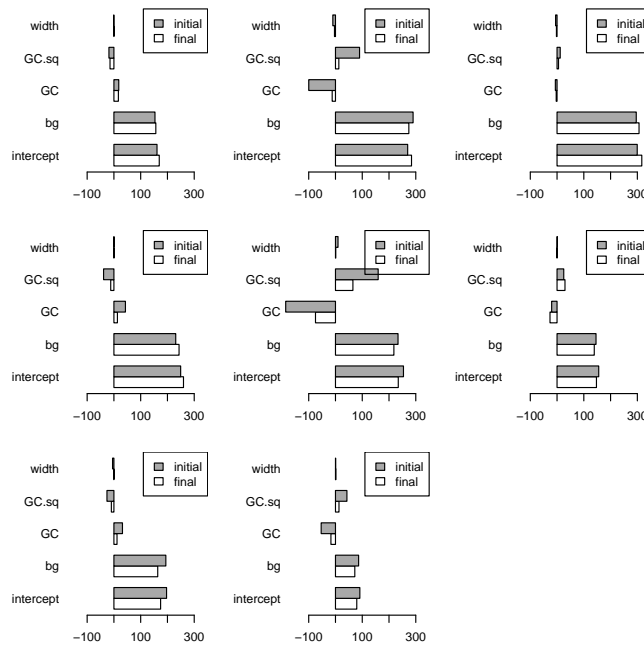 width
GC.sq
GC
bg
intercept
initial
final
−100 100 300
width
GC.sq
GC
bg
intercept
initial
final
−100 100 300
width
GC.sq
GC
bg
intercept
initial
final
−100 100 300
width
GC.sq
GC
bg
intercept
initial
final
−100 100 300
width
GC.sq
GC
bg
intercept
initial
final
−100 100 300
width
GC.sq
GC
bg
intercept
initial
final
−100 100 300
width
GC.sq
GC
bg
intercept
initial
final
−100 100 300
width
GC.sq
GC
bg
intercept
initial
final
−100 100 300